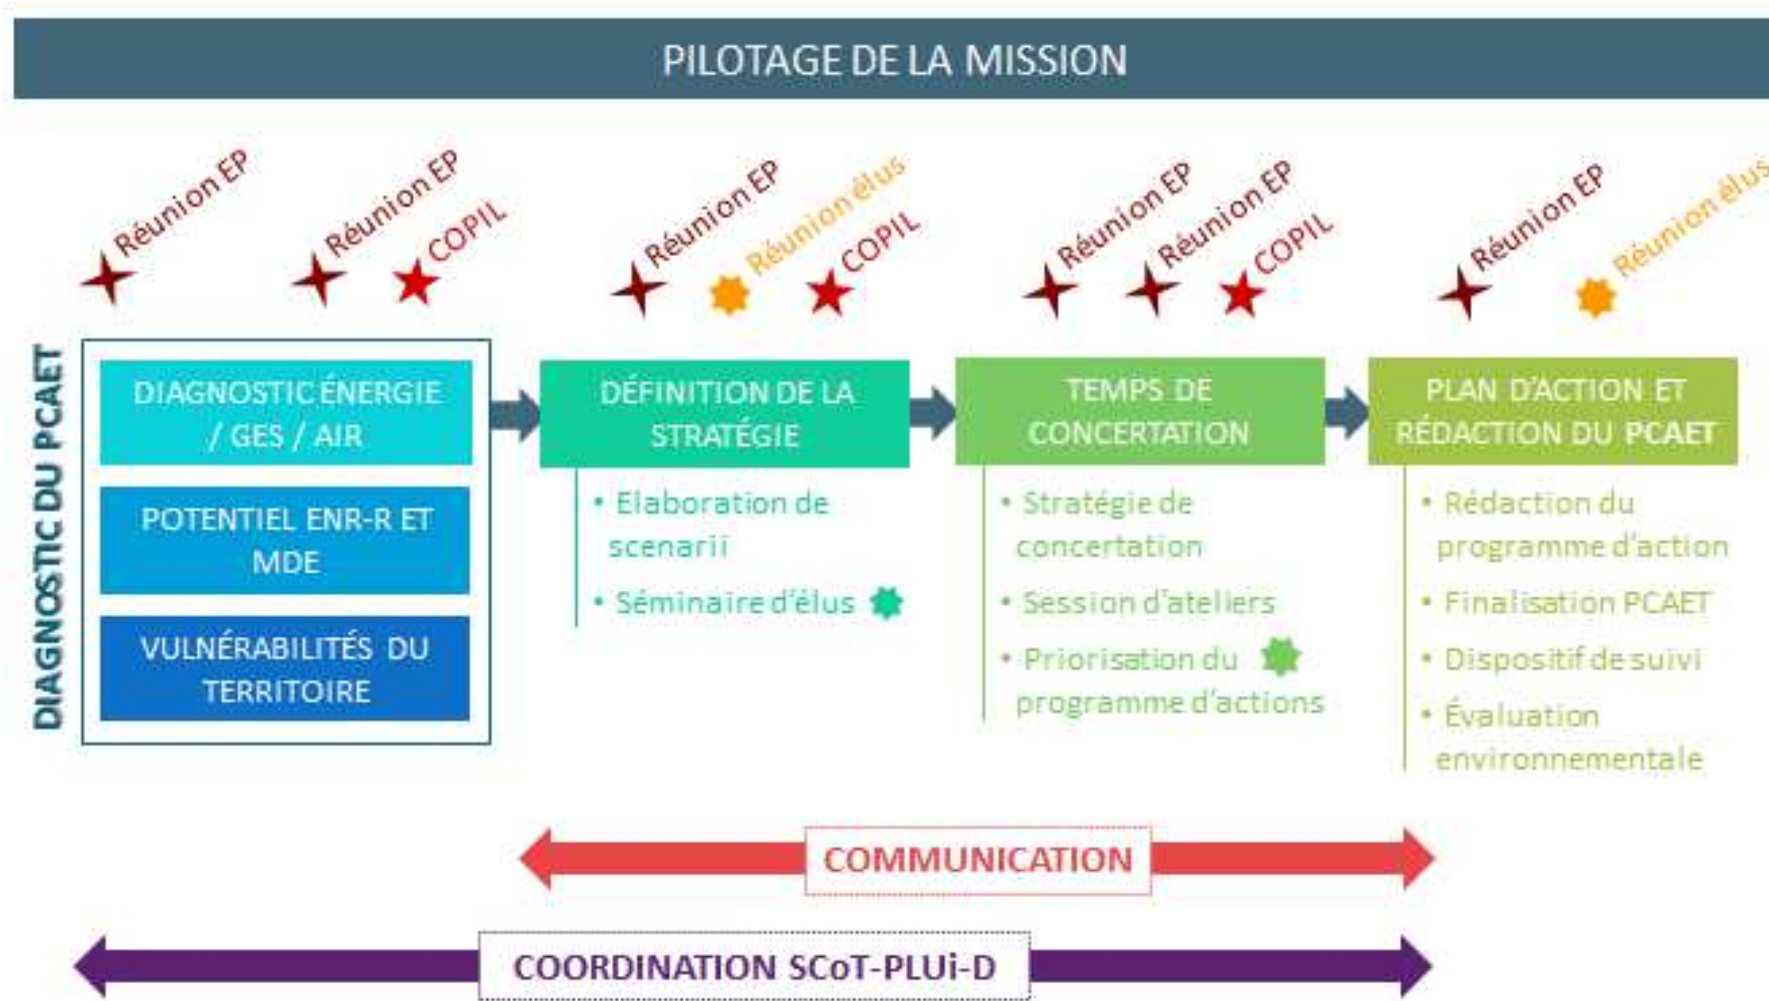 PILOTAGE DE LA MISSION
Réunion EP
Réunion EP
COPIL
Réunion EP
Réunion élus
COPIL
Réunion EP
Réunion EP
COPIL
Réunion EP
Réunion élus
DIAGNOSTIC DU PCAET
DIAGNOSTIC ÉNERGIE
/ GES / AIR
POTENTIEL ENR-R ET
MDE
VULNÉRABILITÉS DU
TERRITOIRE
DÉFINITION DE LA
STRATÉGIE
• Elaboration de
scenarii
• Séminaire d'élus
TEMPS DE
CONCERTATION
• Stratégie de
concertation
• Session d'ateliers
• Priorisation du
programme d'actions
PLAN D'ACTION ET
RÉDACTION DU PCAET
• Rédaction du
programme d'action
• Finalisation PCAET
• Dispositif de suivi
• Évaluation
environnementale
COMMUNICATION
COORDINATION SCoT-PLUi-D